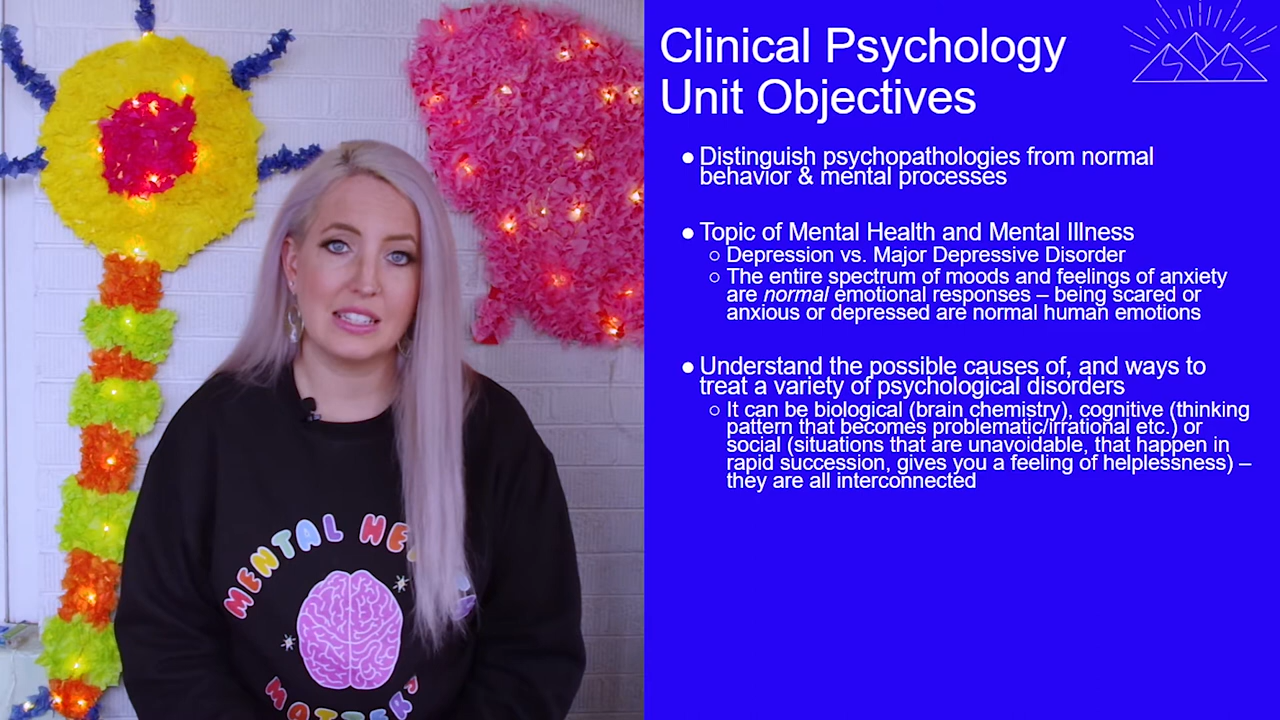 MENTAL HE
MATTERS
Clinical Psychology
Unit Objectives
● Distinguish psychopathologies from normal
behavior & mental processes
● Topic of Mental Health and Mental Illness
○ Depression vs. Major Depressive Disorder
○ The entire spectrum of moods and feelings of anxiety
are normal emotional responses – being scared or
anxious or depressed are normal human emotions
● Understand the possible causes of, and ways to
treat a variety of psychological disorders
○ It can be biological (brain chemistry), cognitive (thinking
pattern that becomes problematic/irrational etc.) or
social (situations that are unavoidable, that happen in
rapid succession, gives you a feeling of helplessness) –
they are all interconnected